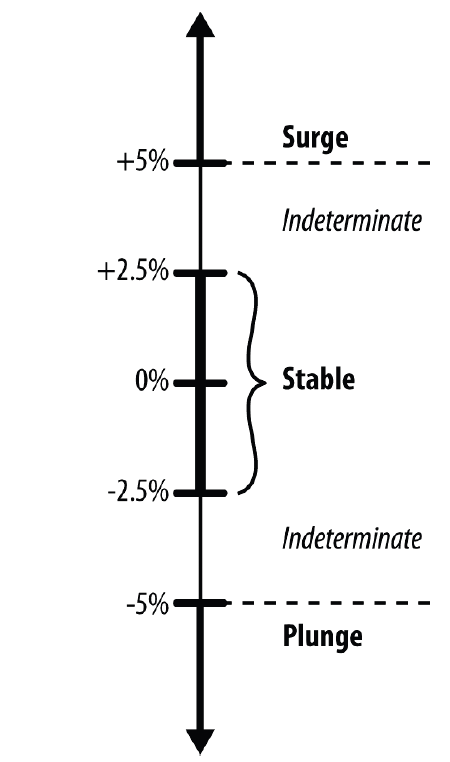 Surge
+5%
Indeterminate
+2.5%
0%
Stable
-2.5%
Indeterminate
-5%
Plunge